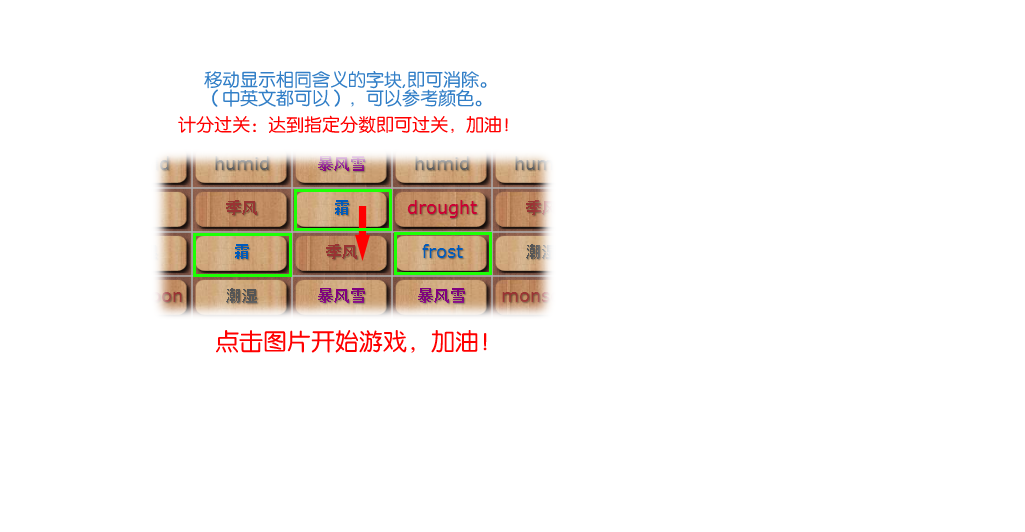 移动显示相同含义的字块,即可消除。
（中英文都可以），可以参考颜色。
计分过关：达到指定分数即可过关，加油！
humid 暴风雪 humid
季风 霜 drought 季风
霜 季风 frost 潮湿
潮湿 暴风雪 暴风雪
点击图片开始游戏，加油！